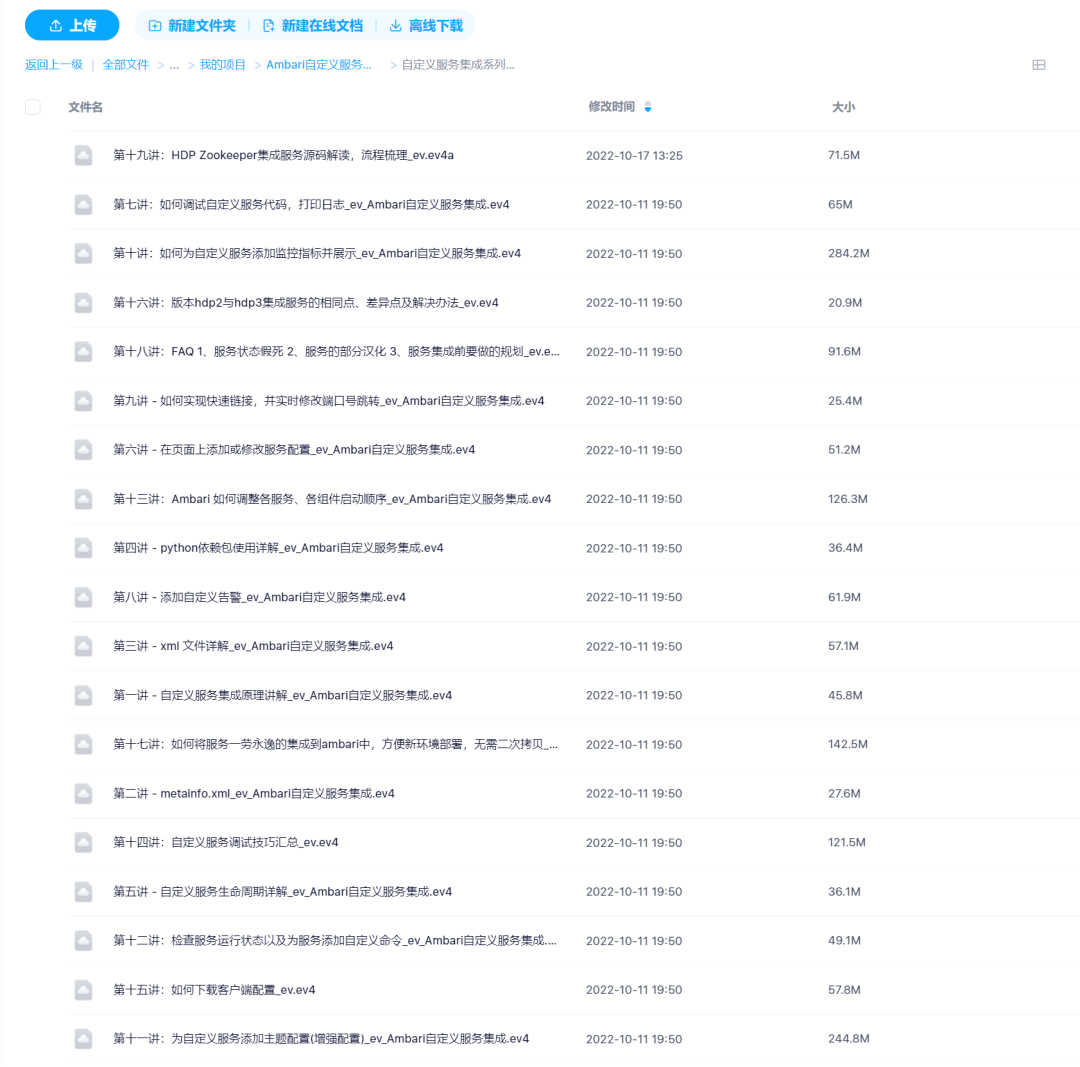 上传 新建文件夹 新建在线文档 离线下载
返回上一级 | 全部文件 > ... > 我的项目 > Ambari自定义服务... > 自定义服务集成系列...
文件名 修改时间 大小
第十九讲：HDP Zookeeper集成服务源码解读，流程梳理_ev.ev4a 2022-10-17 13:25 71.5M
第七讲：如何调试自定义服务代码，打印日志_ev_Ambari自定义服务集成.ev4 2022-10-11 19:50 65M
第十讲：如何为自定义服务添加监控指标并展示_ev_Ambari自定义服务集成.ev4 2022-10-11 19:50 284.2M
第十六讲：版本hdp2与hdp3集成服务的相同点、差异点及解决办法_ev.ev4 2022-10-11 19:50 20.9M
第十八讲：FAQ 1、服务状态假死 2、服务的部分汉化 3、服务集成前要做的规划_ev.e... 2022-10-11 19:50 91.6M
第九讲 - 如何实现快速链接，并实时修改端口号跳转_ev_Ambari自定义服务集成.ev4 2022-10-11 19:50 25.4M
第六讲 - 在页面上添加或修改服务配置_ev_Ambari自定义服务集成.ev4 2022-10-11 19:50 51.2M
第十三讲：Ambari 如何调整各服务、各组件启动顺序_ev_Ambari自定义服务集成.ev4 2022-10-11 19:50 126.3M
第四讲 - python依赖包使用详解_ev_Ambari自定义服务集成.ev4 2022-10-11 19:50 36.4M
第八讲 - 添加自定义告警_ev_Ambari自定义服务集成.ev4 2022-10-11 19:50 61.9M
第三讲 - xml 文件详解_ev_Ambari自定义服务集成.ev4 2022-10-11 19:50 57.1M
第一讲 - 自定义服务集成原理讲解_ev_Ambari自定义服务集成.ev4 2022-10-11 19:50 45.8M
第十七讲：如何将服务一劳永逸的集成到ambari中，方便新环境部署，无需二次拷贝_... 2022-10-11 19:50 142.5M
第二讲 - metainfo.xml_ev_Ambari自定义服务集成.ev4 2022-10-11 19:50 27.6M
第十四讲：自定义服务调试技巧汇总_ev.ev4 2022-10-11 19:50 121.5M
第五讲 - 自定义服务生命周期详解_ev_Ambari自定义服务集成.ev4 2022-10-11 19:50 36.1M
第十二讲：检查服务运行状态以及为服务添加自定义命令_ev_Ambari自定义服务集成.... 2022-10-11 19:50 49.1M
第十五讲：如何下载客户端配置_ev.ev4 2022-10-11 19:50 57.8M
第十一讲：为自定义服务添加主题配置(增强配置)_ev_Ambari自定义服务集成.ev4 2022-10-11 19:50 244.8M